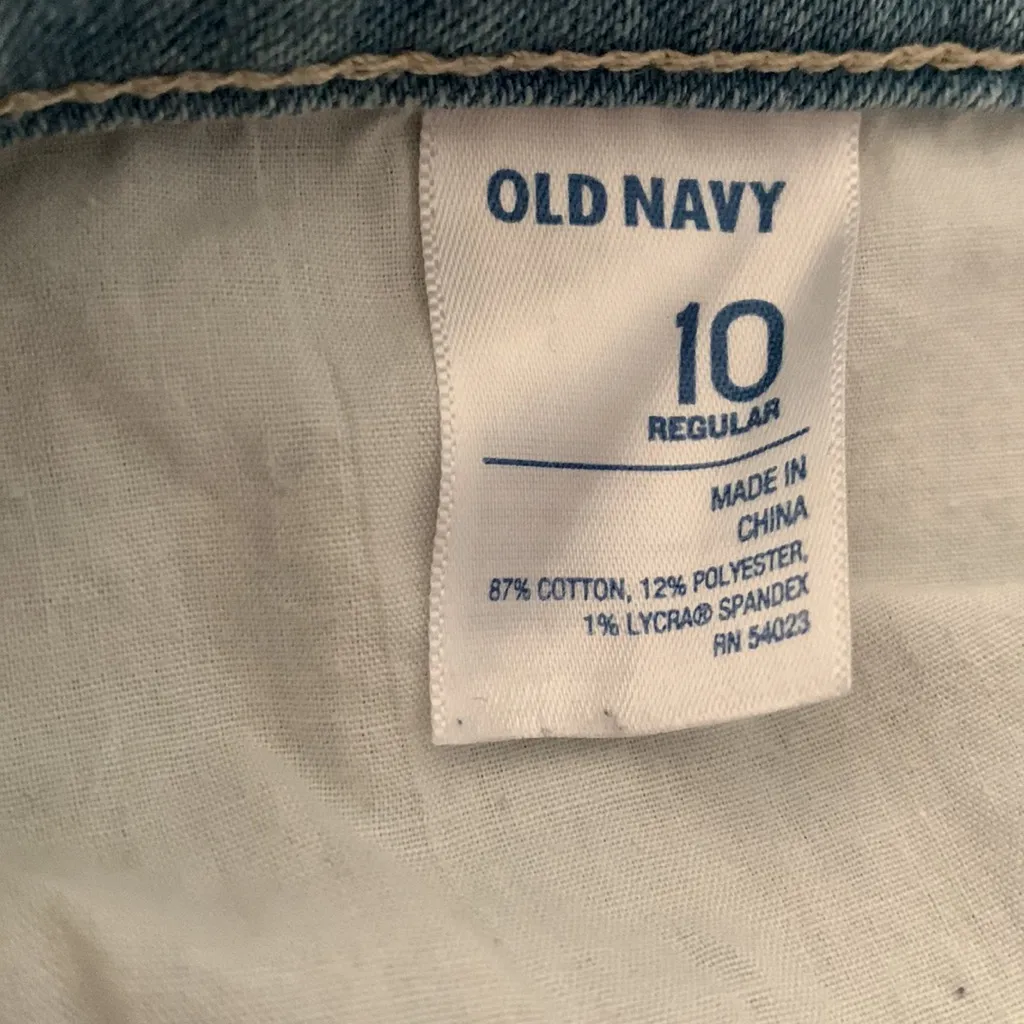 OLD NAVY
10
REGULAR
MADE IN
CHINA
87% COTTON, 12% POLYESTER,
1% LYCRA® SPANDEX
RN 54023